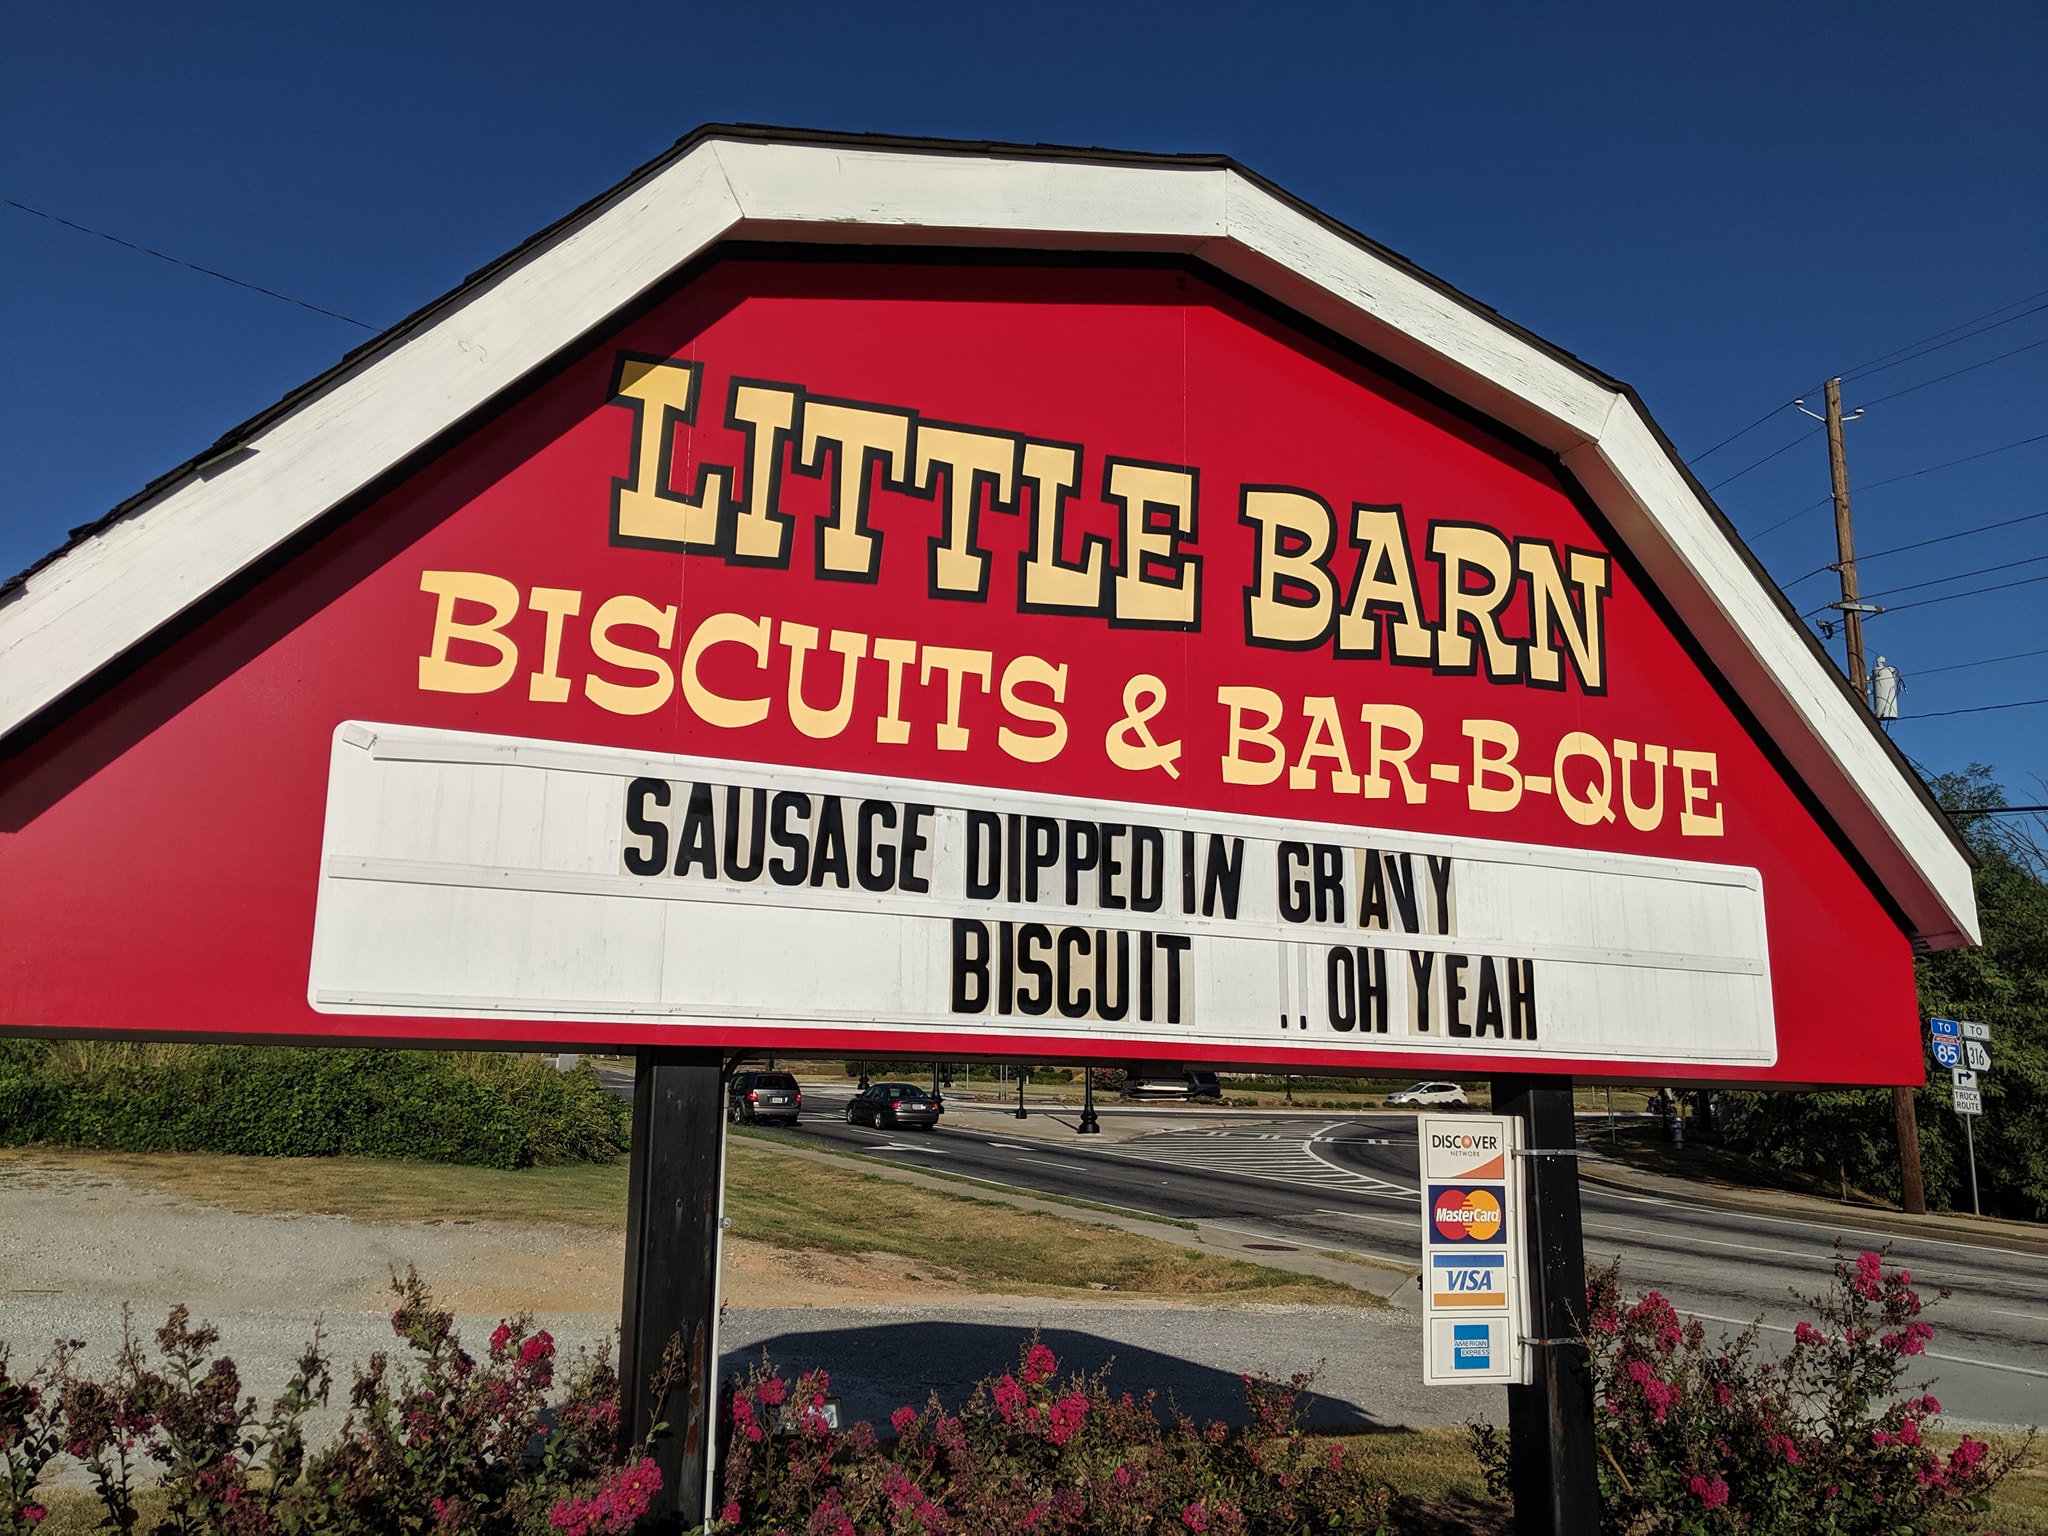 LITTLE BARN
BISCUITS & BAR-B-QUE
SAUSAGE DIPPED IN GRAVY
BISCUIT .. OH YEAH
TO
INTERSTATE
85
TO
316
TRUCK
ROUTE
DISCOVER
NETWORK
MasterCard
VISA
AMERICAN
EXPRESS